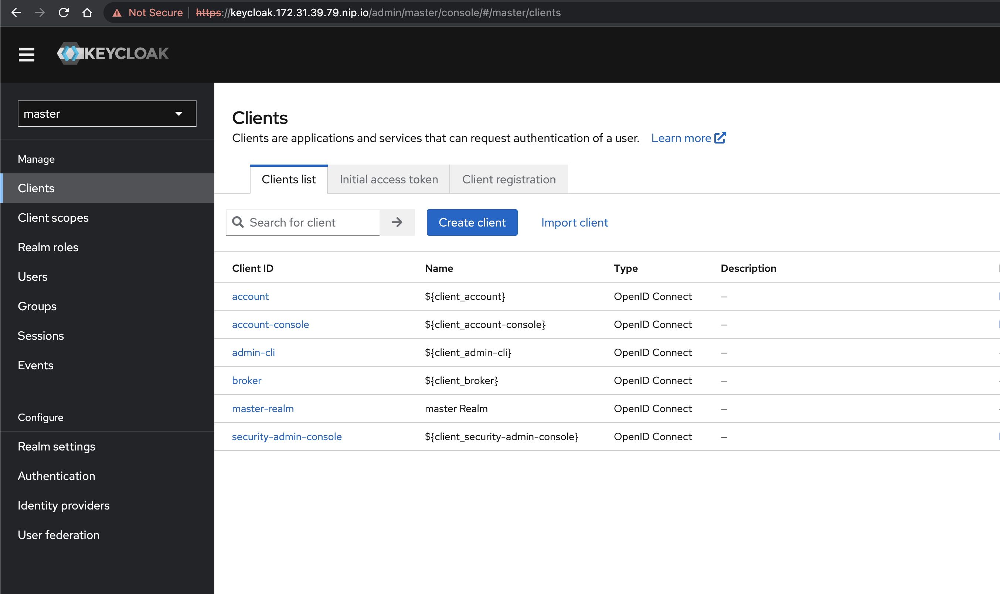 Not Secure https://keycloak.172.31.39.79.nip.io/admin/master/console/#/master/clients
KEYCLOAK
master
Manage
Clients
Client scopes
Realm roles
Users
Groups
Sessions
Events
Configure
Realm settings
Authentication
Identity providers
User federation
Clients
Clients are applications and services that can request authentication of a user. Learn more
Clients list Initial access token Client registration
Search for client Create client Import client
Client ID Name Type Description
account ${client_account} OpenID Connect –
account-console ${client_account-console} OpenID Connect –
admin-cli ${client_admin-cli} OpenID Connect –
broker ${client_broker} OpenID Connect –
master-realm master Realm OpenID Connect –
security-admin-console ${client_security-admin-console} OpenID Connect –